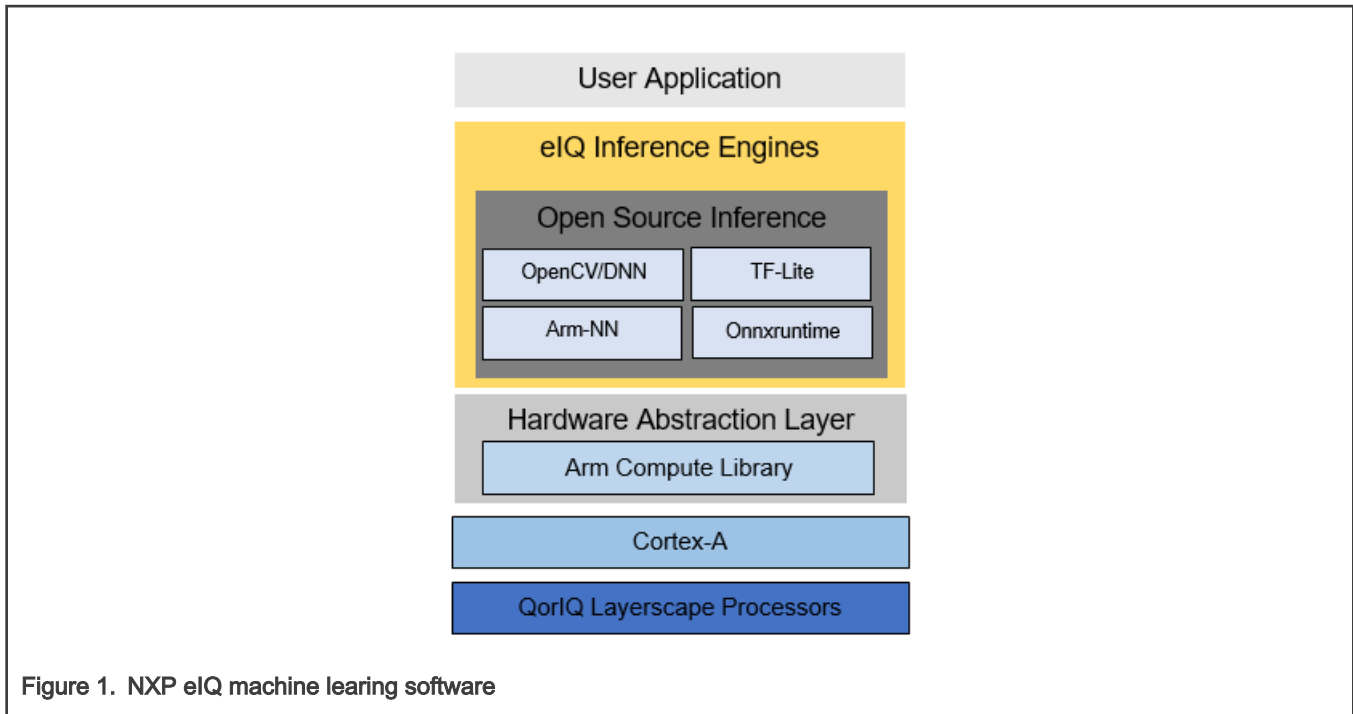 User Application
eIQ Inference Engines
Open Source Inference
OpenCV/DNN TF-Lite
Arm-NN Onnxruntime
Hardware Abstraction Layer
Arm Compute Library
Cortex-A
QorIQ Layerscape Processors
Figure 1. NXP eIQ machine learing software